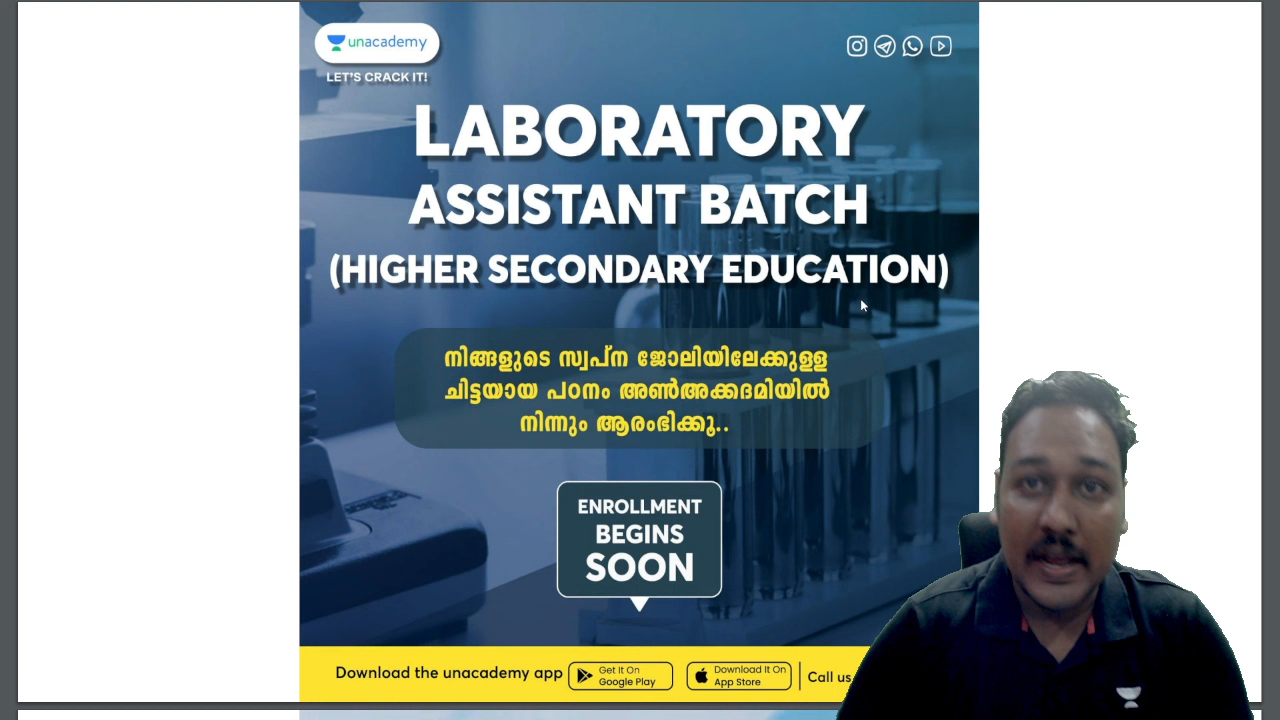 unacademy
LET'S CRACK IT!
LABORATORY
ASSISTANT BATCH
(HIGHER SECONDARY EDUCATION)
നിങ്ങളുടെ സ്വപ്ന ജോലിയിലേക്കുള്ള
ചിട്ടയായ പഠനം അൺഅക്കദമിയിൽ
നിന്നും ആരംഭിക്കൂ..
ENROLLMENT
BEGINS
SOON
Download the unacademy app
Get It On
Google Play
Download It On
App Store
Call us